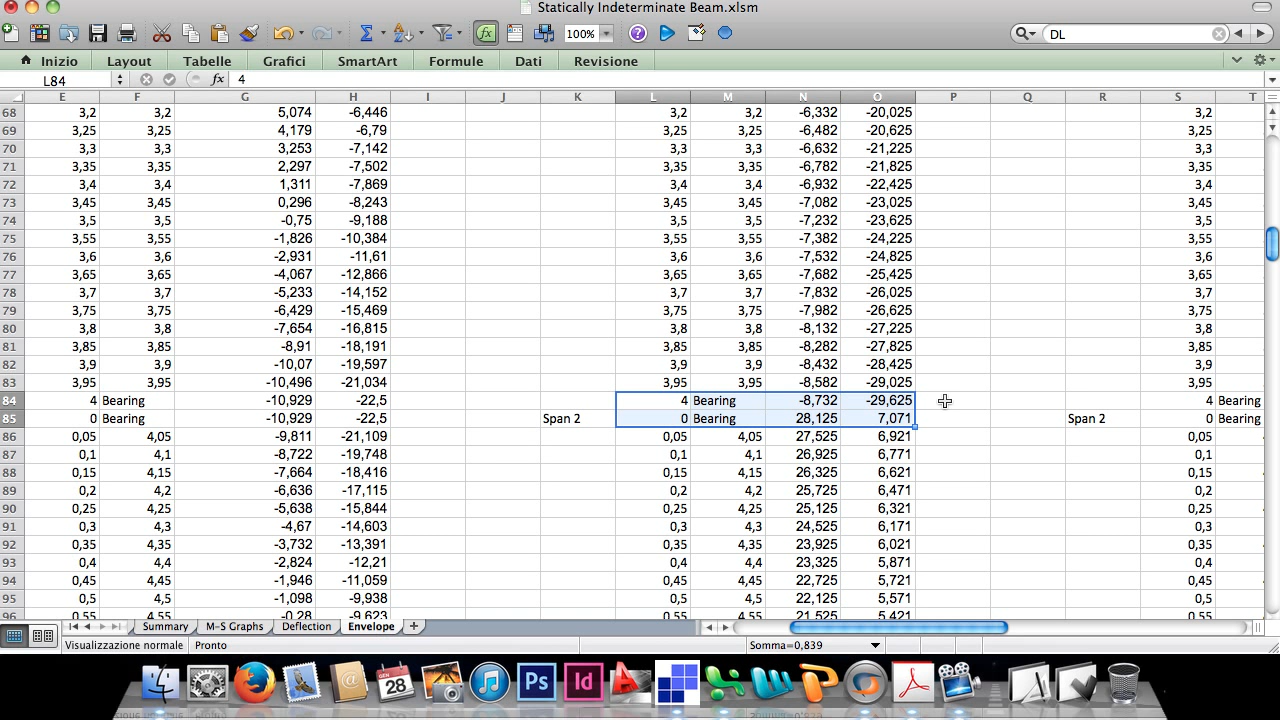 Statically Indeterminate Beam.xlsm
100% DL
Inizio Layout Tabelle Grafici SmartArt Formule Dati Revisione
L84 fx 4
E F G H I J K L M N O P Q R S T
68 3,2 3,2 5,074 -6,446 3,2 3,2 -6,332 -20,025 3,2
69 3,25 3,25 4,179 -6,79 3,25 3,25 -6,482 -20,625 3,25
70 3,3 3,3 3,253 -7,142 3,3 3,3 -6,632 -21,225 3,3
71 3,35 3,35 2,297 -7,502 3,35 3,35 -6,782 -21,825 3,35
72 3,4 3,4 1,311 -7,869 3,4 3,4 -6,932 -22,425 3,4
73 3,45 3,45 0,296 -8,243 3,45 3,45 -7,082 -23,025 3,45
74 3,5 3,5 -0,75 -9,188 3,5 3,5 -7,232 -23,625 3,5
75 3,55 3,55 -1,826 -10,384 3,55 3,55 -7,382 -24,225 3,55
76 3,6 3,6 -2,931 -11,61 3,6 3,6 -7,532 -24,825 3,6
77 3,65 3,65 -4,067 -12,866 3,65 3,65 -7,682 -25,425 3,65
78 3,7 3,7 -5,233 -14,152 3,7 3,7 -7,832 -26,025 3,7
79 3,75 3,75 -6,429 -15,469 3,75 3,75 -7,982 -26,625 3,75
80 3,8 3,8 -7,654 -16,815 3,8 3,8 -8,132 -27,225 3,8
81 3,85 3,85 -8,91 -18,191 3,85 3,85 -8,282 -27,825 3,85
82 3,9 3,9 -10,07 -19,597 3,9 3,9 -8,432 -28,425 3,9
83 3,95 3,95 -10,496 -21,034 3,95 3,95 -8,582 -29,025 3,95
84 4 Bearing -10,929 -22,5 4 Bearing -8,732 -29,625 4 Bearing
85 0 Bearing -10,929 -22,5 Span 2 0 Bearing 28,125 7,071 Span 2 0 Bearing
86 0,05 4,05 -9,811 -21,109 0,05 4,05 27,525 6,921 0,05
87 0,1 4,1 -8,722 -19,748 0,1 4,1 26,925 6,771 0,1
88 0,15 4,15 -7,664 -18,416 0,15 4,15 26,325 6,621 0,15
89 0,2 4,2 -6,636 -17,115 0,2 4,2 25,725 6,471 0,2
90 0,25 4,25 -5,638 -15,844 0,25 4,25 25,125 6,321 0,25
91 0,3 4,3 -4,67 -14,603 0,3 4,3 24,525 6,171 0,3
92 0,35 4,35 -3,732 -13,391 0,35 4,35 23,925 6,021 0,35
93 0,4 4,4 -2,824 -12,21 0,4 4,4 23,325 5,871 0,4
94 0,45 4,45 -1,946 -11,059 0,45 4,45 22,725 5,721 0,45
95 0,5 4,5 -1,098 -9,938 0,5 4,5 22,125 5,571 0,5
96 0,55 4,55 -0,28 -9,623 0,55 4,55 21,525 5,421 0,55
Summary M-S Graphs Deflection Envelope
Visualizzazione normale Pronto Somma=0,839
GEN
28
Ps Id